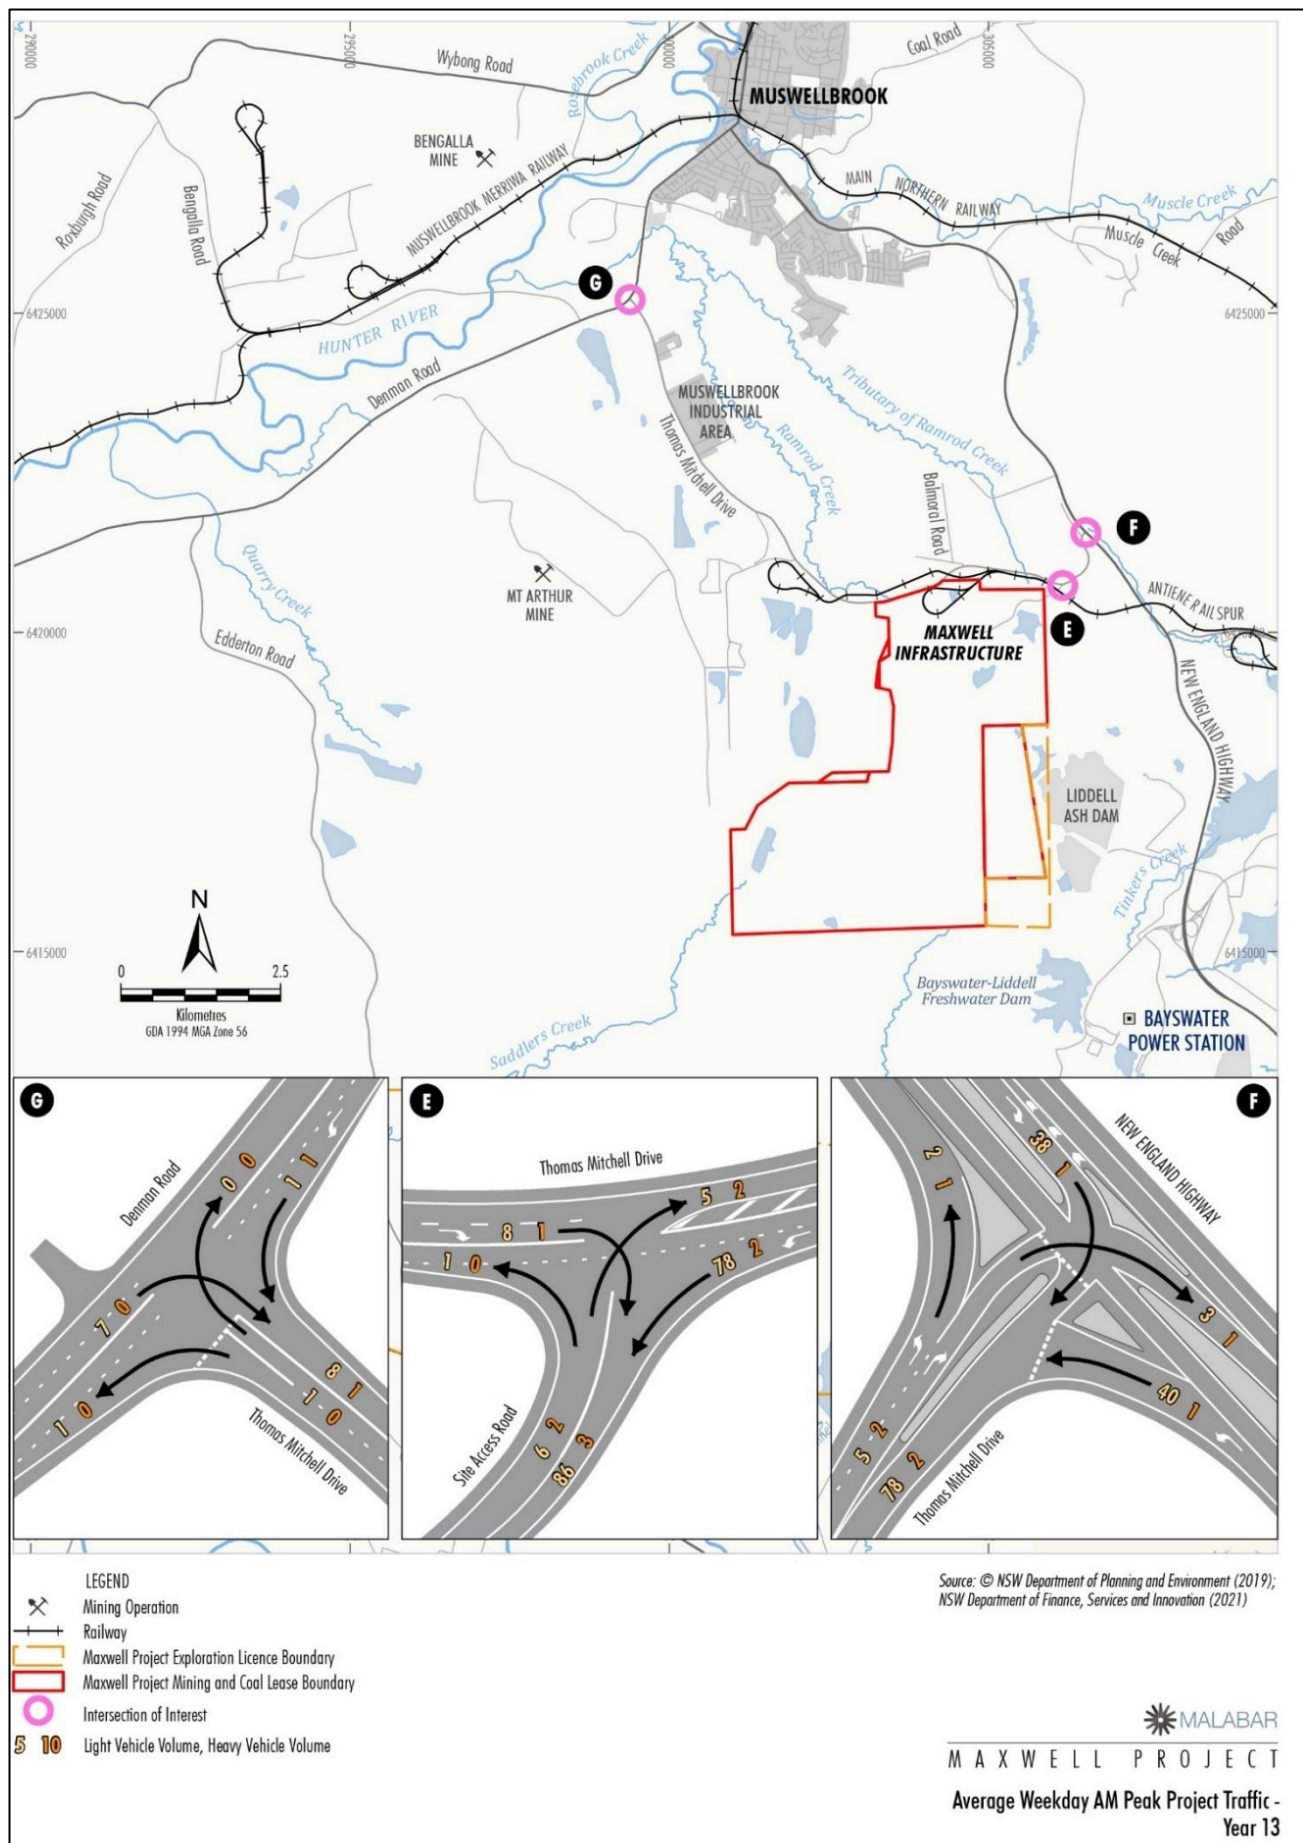 290000
295000
300000
305000
Wybong Road
Rosebrook Creek
Coal Road
MUSWELLBROOK
BENGALLA
MINE
Roxburgh Road
Bengalla Road
MUSWELLBROOK MERRIWA RAILWAY
MAIN NORTHERN RAILWAY
Muscle Creek
Muscle Creek Road
G
6425000
6425000
HUNTER RIVER
Denman Road
MUSWELLBROOK
INDUSTRIAL
AREA
Tributary of Ramrod Creek
Ramrod Creek
Thomas Mitchell Drive
Balmoral Road
F
Quarry Creek
MT ARTHUR
MINE
ANTIENE RAIL SPUR
E
6420000
MAXWELL
INFRASTRUCTURE
Edderton Road
NEW ENGLAND HIGHWAY
LIDDELL
ASH DAM
Tinkers Creek
N
0 2.5
Kilometres
GDA 1994 MGA Zone 56
6415000
6415000
Bayswater-Liddell
Freshwater Dam
Saddlers Creek
BAYSWATER
POWER STATION
G
Denman Road
0 0
1 1
7 0
8 1
1 0
1 0
Thomas Mitchell Drive
E
Thomas Mitchell Drive
5 2
8 1
1 0
78 2
6 2
86 3
Site Access Road
F
NEW ENGLAND HIGHWAY
38 1
2 1
3 1
40 1
5 2
78 2
Thomas Mitchell Drive
LEGEND
Mining Operation
Railway
Maxwell Project Exploration Licence Boundary
Maxwell Project Mining and Coal Lease Boundary
Intersection of Interest
5 10 Light Vehicle Volume, Heavy Vehicle Volume
Source: © NSW Department of Planning and Environment (2019);
NSW Department of Finance, Services and Innovation (2021)
MALABAR
MAXWELL PROJECT
Average Weekday AM Peak Project Traffic -
Year 13